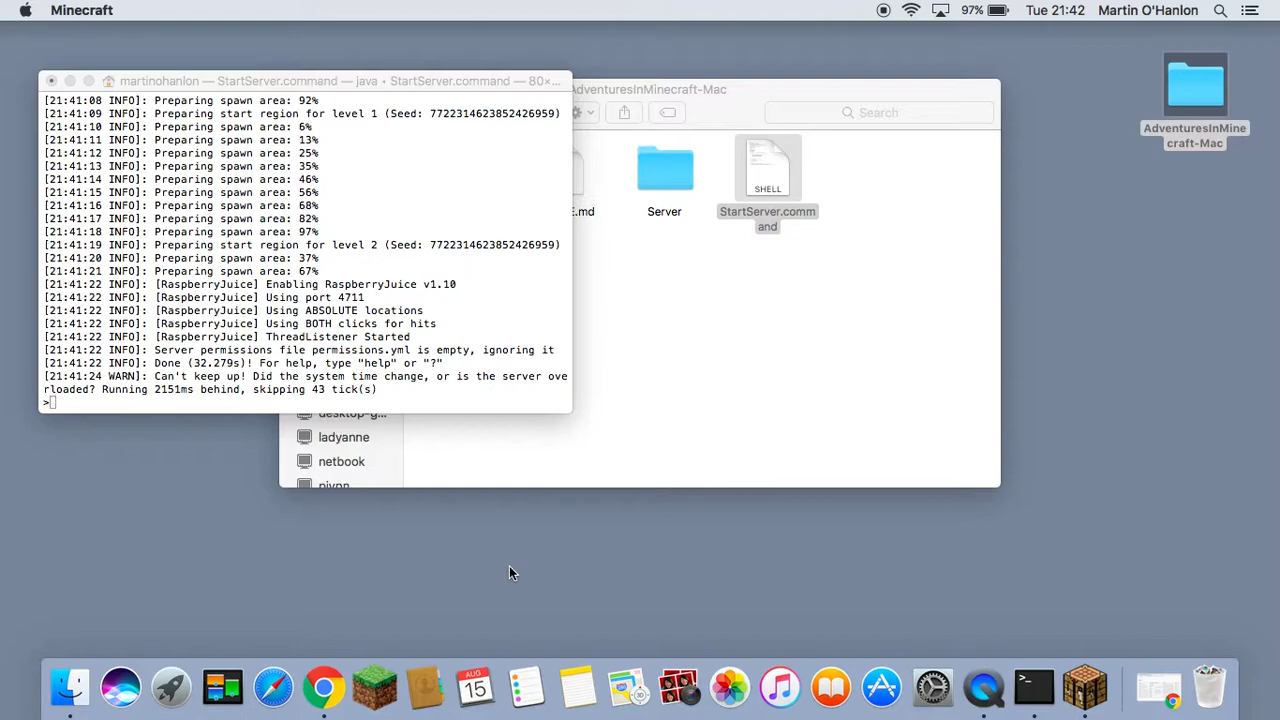 Minecraft
97%
Tue 21:42
Martin O'Hanlon
martinohanlon — StartServer.command — java • StartServer.command — 80×...
[21:41:08 INFO]: Preparing spawn area: 92%
[21:41:09 INFO]: Preparing start region for level 1 (Seed: 7722314623852426959)
[21:41:10 INFO]: Preparing spawn area: 6%
[21:41:11 INFO]: Preparing spawn area: 13%
[21:41:12 INFO]: Preparing spawn area: 25%
[21:41:13 INFO]: Preparing spawn area: 35%
[21:41:14 INFO]: Preparing spawn area: 46%
[21:41:15 INFO]: Preparing spawn area: 56%
[21:41:16 INFO]: Preparing spawn area: 68%
[21:41:17 INFO]: Preparing spawn area: 82%
[21:41:18 INFO]: Preparing spawn area: 97%
[21:41:19 INFO]: Preparing start region for level 2 (Seed: 7722314623852426959)
[21:41:20 INFO]: Preparing spawn area: 37%
[21:41:21 INFO]: Preparing spawn area: 67%
[21:41:22 INFO]: [RaspberryJuice] Enabling RaspberryJuice v1.10
[21:41:22 INFO]: [RaspberryJuice] Using port 4711
[21:41:22 INFO]: [RaspberryJuice] Using ABSOLUTE locations
[21:41:22 INFO]: [RaspberryJuice] Using BOTH clicks for hits
[21:41:22 INFO]: [RaspberryJuice] ThreadListener Started
[21:41:22 INFO]: Server permissions file permissions.yml is empty, ignoring it
[21:41:22 INFO]: Done (32.279s)! For help, type "help" or "?"
[21:41:24 WARN]: Can't keep up! Did the system time change, or is the server ove
rloaded? Running 2151ms behind, skipping 43 tick(s)
>
AdventuresInMinecraft-Mac
Search
E.md
Server
SHELL
StartServer.comm
and
desktop-g...
ladyanne
netbook
pivpn
AdventuresInMine
craft-Mac
AUG
15